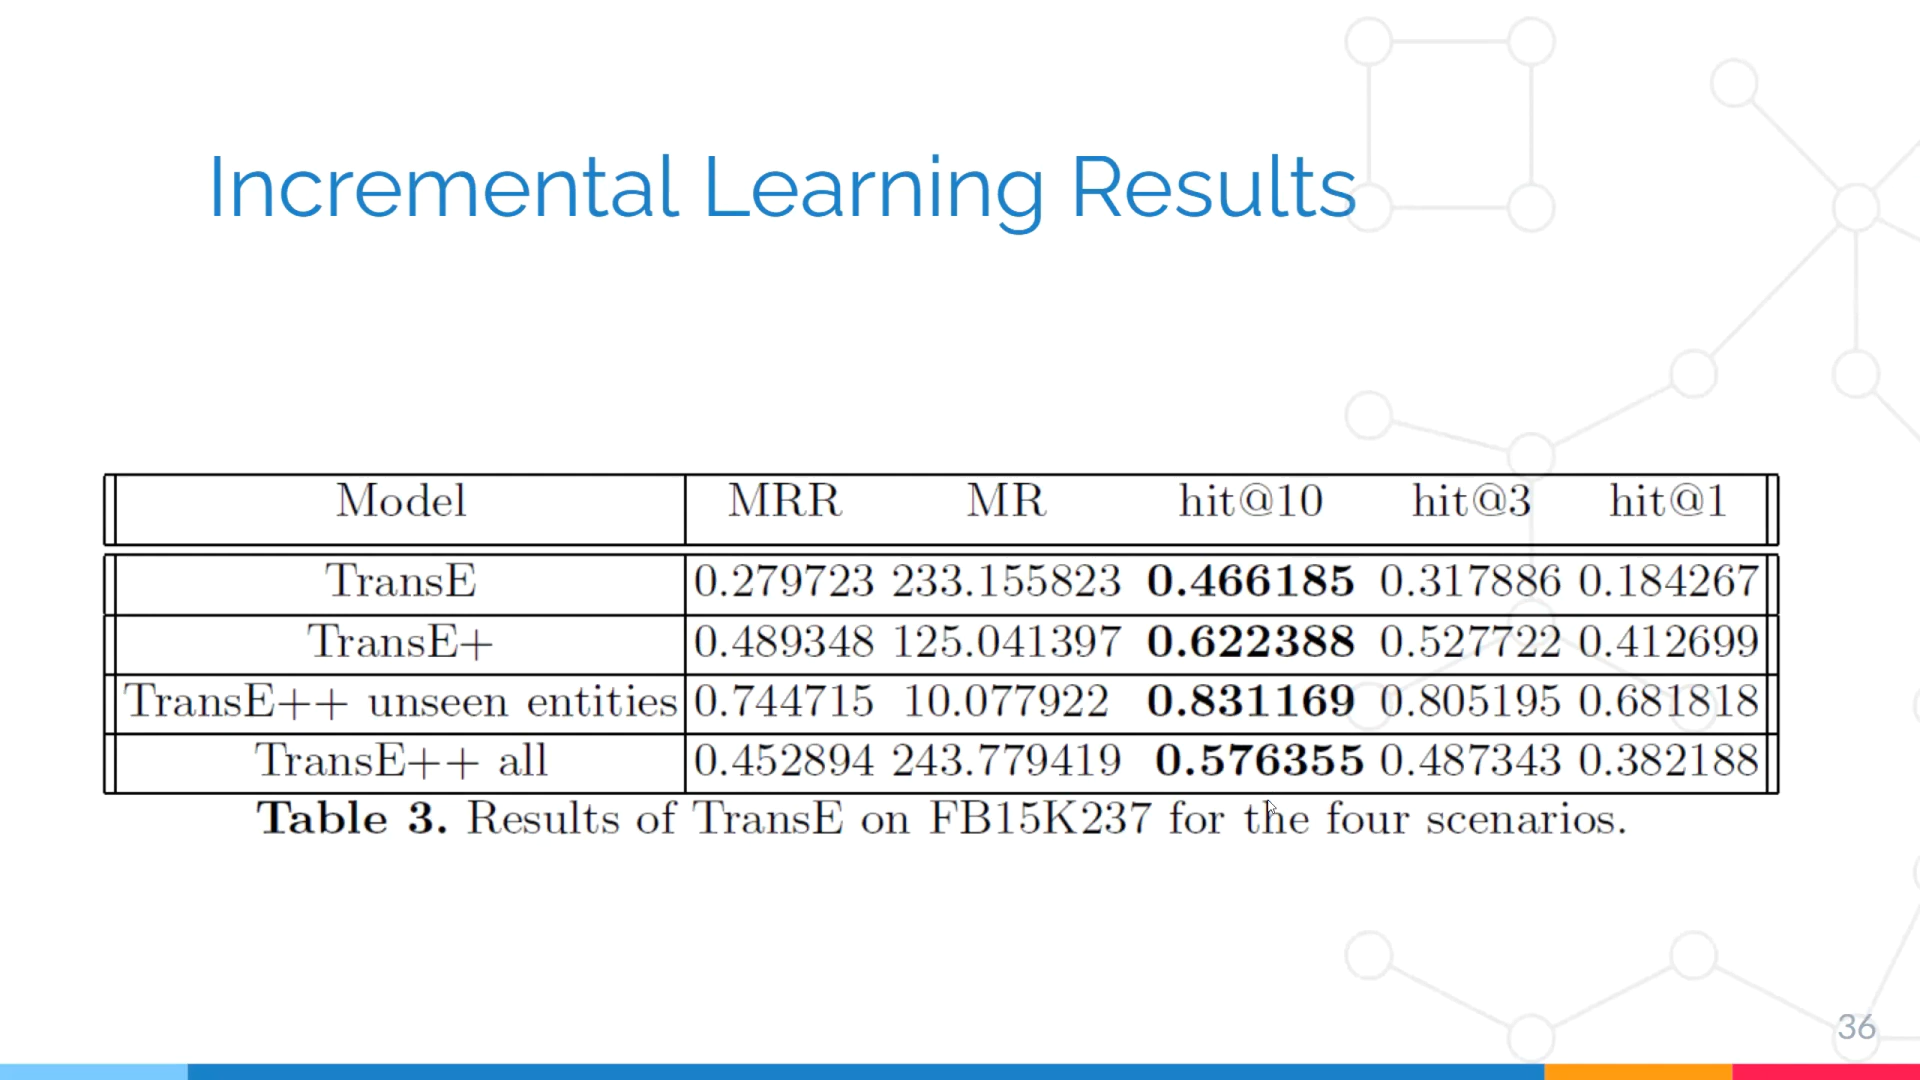 Incremental Learning Results
Model MRR MR hit@10 hit@3 hit@1
TransE 0.279723 233.155823 0.466185 0.317886 0.184267
TransE+ 0.489348 125.041397 0.622388 0.527722 0.412699
TransE++ unseen entities 0.744715 10.077922 0.831169 0.805195 0.681818
TransE++ all 0.452894 243.779419 0.576355 0.487343 0.382188
Table 3. Results of TransE on FB15K237 for the four scenarios.
36